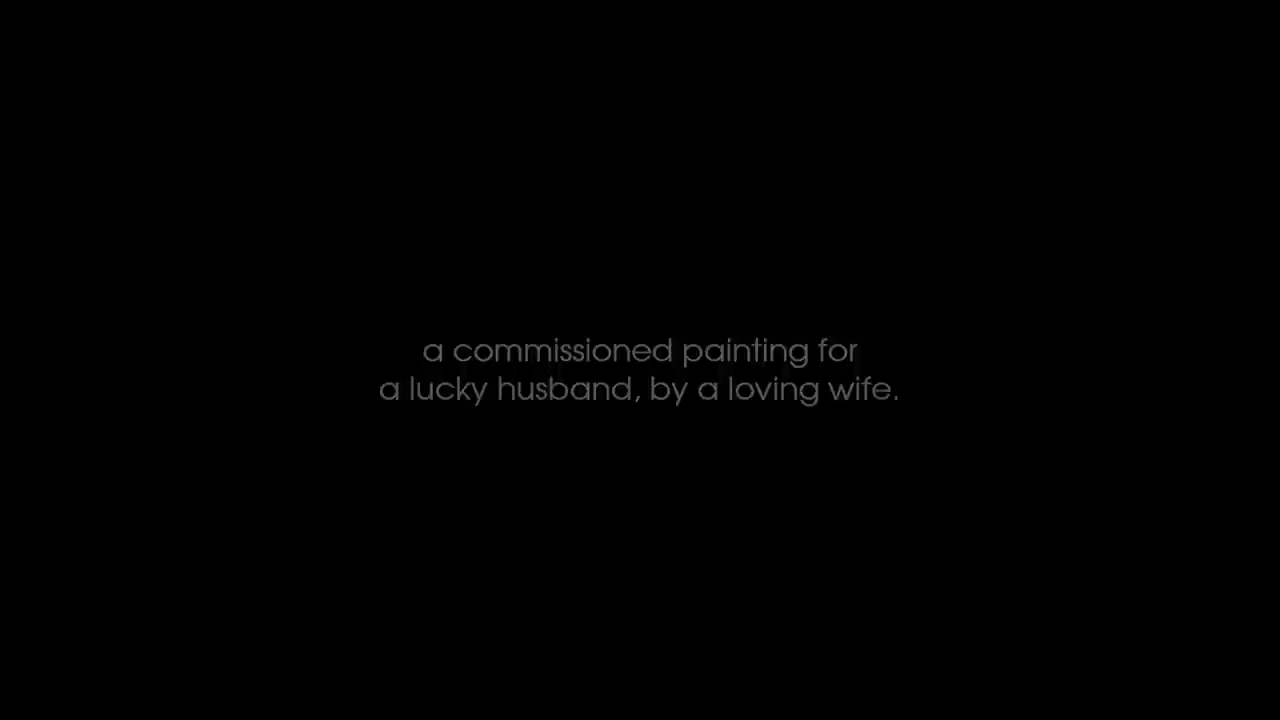 a commissioned painting for
a lucky husband, by a loving wife.